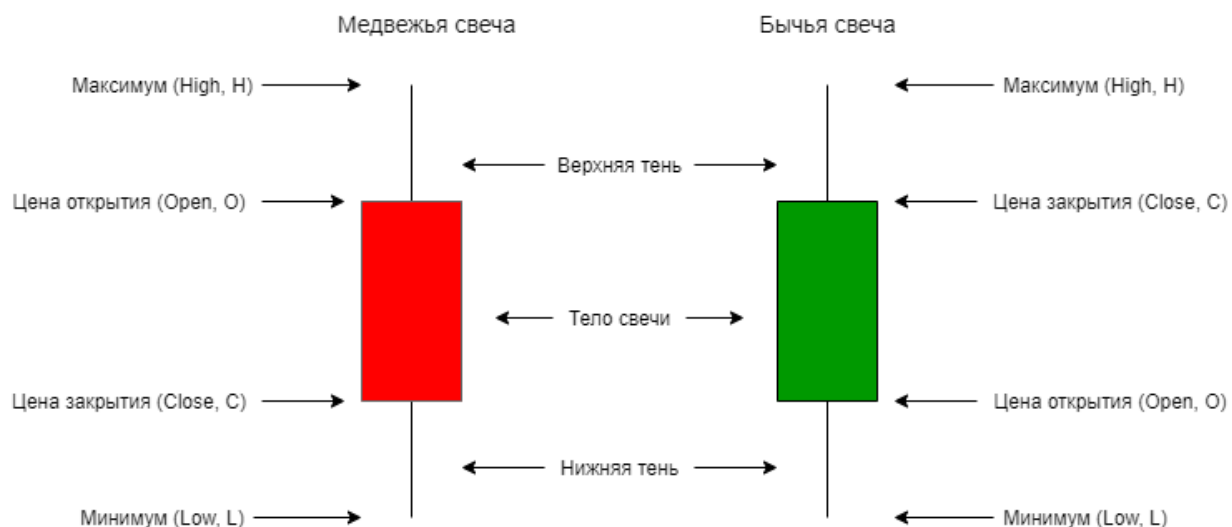 Медвежья свеча
Бычья свеча
Максимум (High, H)
Максимум (High, H)
Верхняя тень
Цена открытия (Open, O)
Цена закрытия (Close, C)
Тело свечи
Цена закрытия (Close, C)
Цена открытия (Open, O)
Нижняя тень
Минимум (Low, L)
Минимум (Low, L)